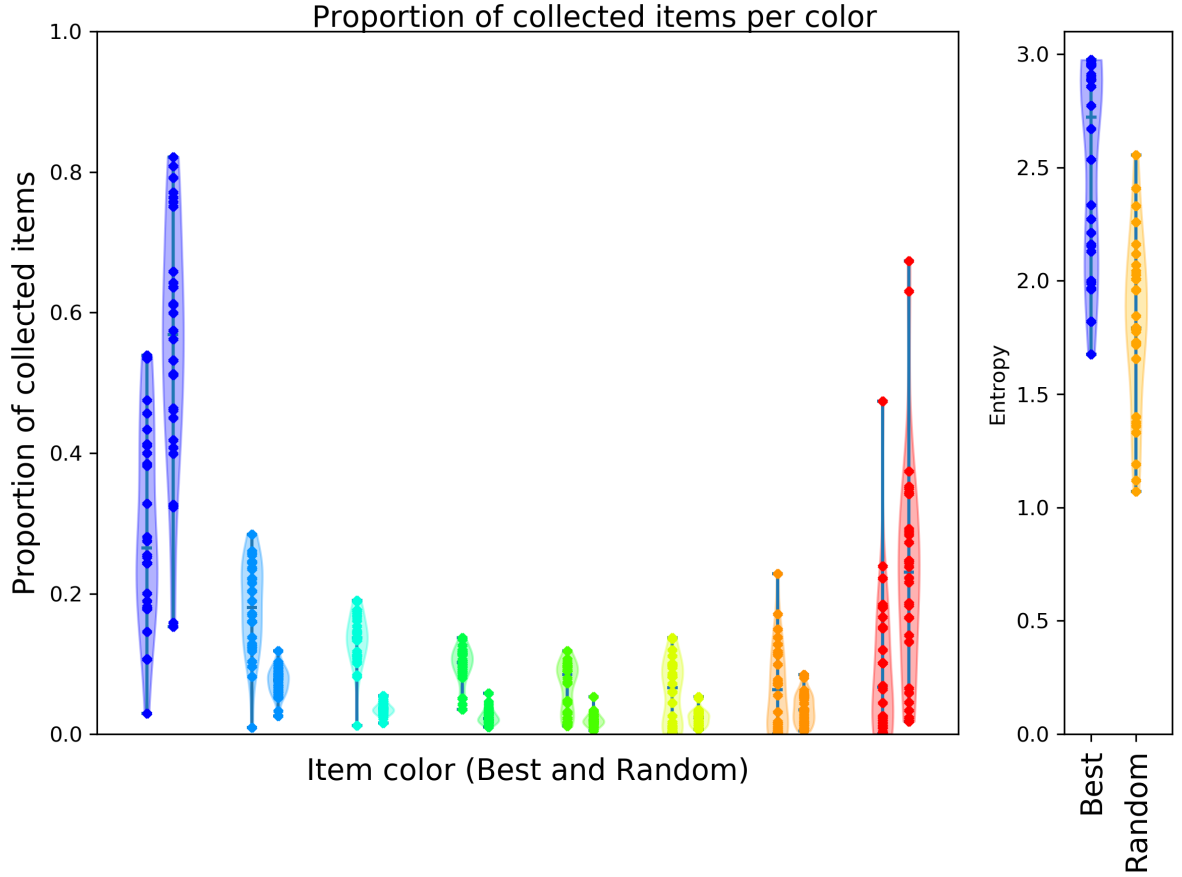 Proportion of collected items per color
1.0
0.8
0.6
0.4
0.2
0.0
Proportion of collected items
Item color (Best and Random)
3.0
2.5
2.0
1.5
1.0
0.5
0.0
Entropy
Best
Random